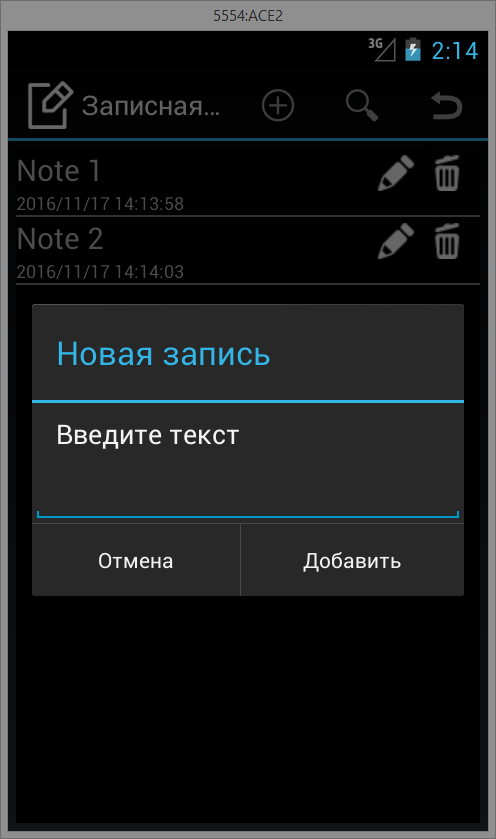 5554:ACE2
3G 2:14
Записная...
Note 1
2016/11/17 14:13:58
Note 2
2016/11/17 14:14:03
Новая запись
Введите текст
Отмена Добавить